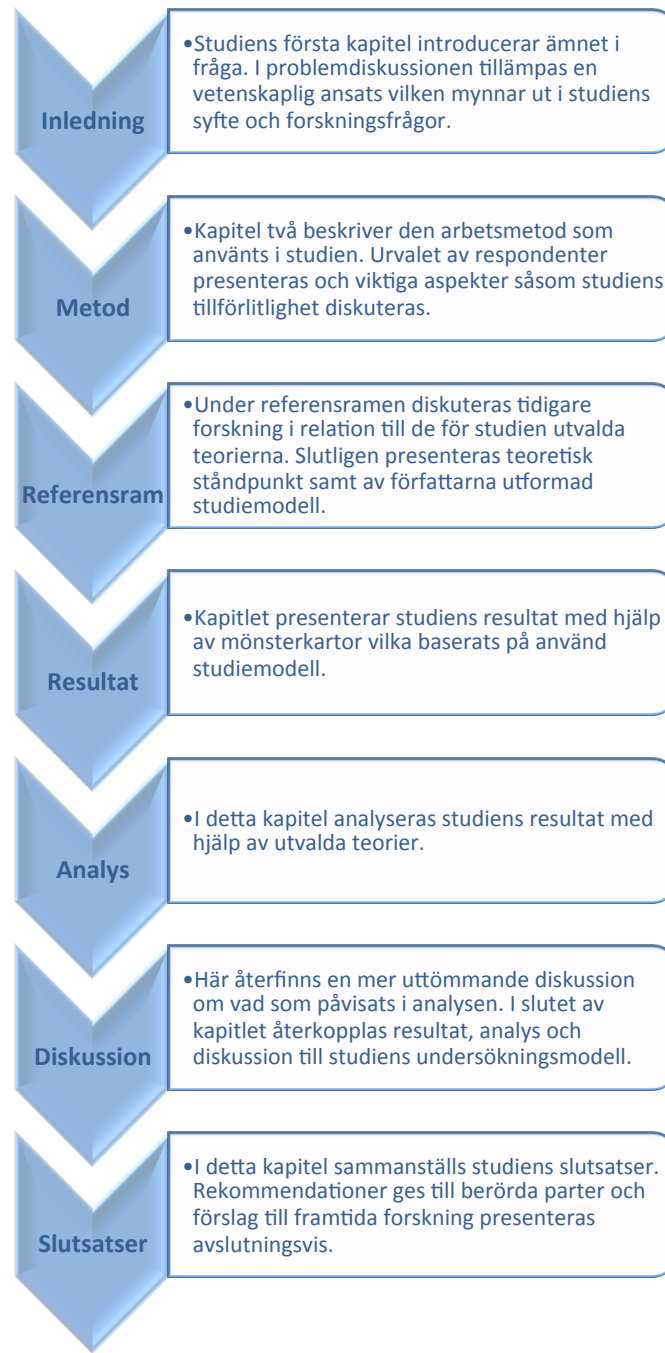 Inledning
•Studiens första kapitel introducerar ämnet i
fråga. I problemdiskussionen tillämpas en
vetenskaplig ansats vilken mynnar ut i studiens
syfte och forskningsfrågor.
Metod
•Kapitel två beskriver den arbetsmetod som
använts i studien. Urvalet av respondenter
presenteras och viktiga aspekter såsom studiens
tillförlitlighet diskuteras.
Referensram
•Under referensramen diskuteras tidigare
forskning i relation till de för studien utvalda
teorierna. Slutligen presenteras teoretisk
ståndpunkt samt av författarna utformad
studiemodell.
Resultat
•Kapitlet presenterar studiens resultat med hjälp
av mönsterkartor vilka baserats på använd
studiemodell.
Analys
•I detta kapitel analyseras studiens resultat med
hjälp av utvalda teorier.
Diskussion
•Här återfinns en mer uttömmande diskussion
om vad som påvisats i analysen. I slutet av
kapitlet återkopplas resultat, analys och
diskussion till studiens undersökningsmodell.
Slutsatser
•I detta kapitel sammanställs studiens slutsatser.
Rekommendationer ges till berörda parter och
förslag till framtida forskning presenteras
avslutningsvis.